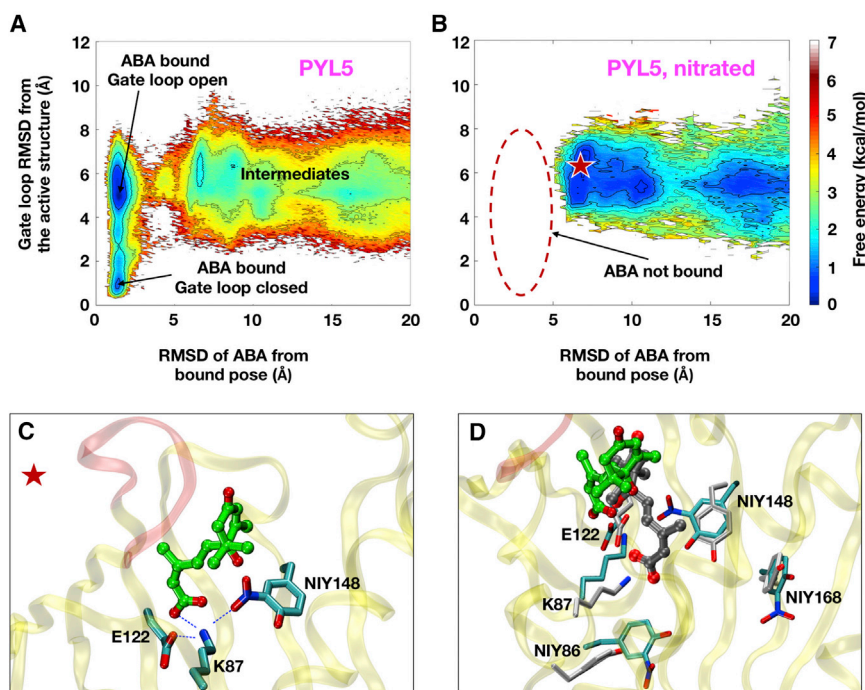 A
12
10
8
6
4
2
0
0
5
10
15
20
Gate loop RMSD from
the active structure (Å)
ABA bound
Gate loop open
PYL5
Intermediates
ABA bound
Gate loop closed
RMSD of ABA from
bound pose (Å)
B
12
10
8
6
4
2
0
0
5
10
15
20
PYL5, nitrated
ABA not bound
RMSD of ABA from
bound pose (Å)
7
6
5
4
3
2
1
0
Free energy (kcal/mol)
C
NIY148
E122
K87
D
NIY148
E122
K87
NIY168
NIY86